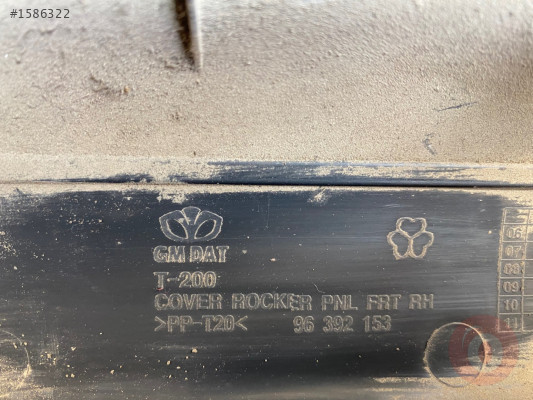 #1586322
GM DAT
T-200
COVER ROCKER PNL FRT RH
>PP-T20< 96 392 153
06
07
08
09
10
11